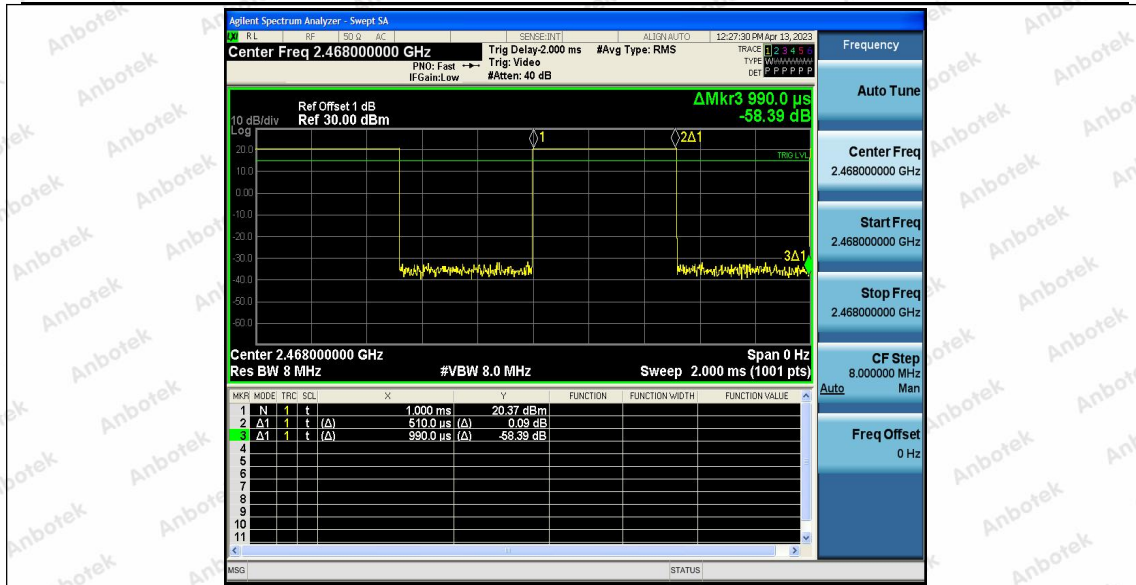 Agilent Spectrum Analyzer - Swept SA
LXI RL RF 50 Ω AC SENSE:INT ALIGN AUTO 12:27:30 PM Apr 13, 2023
Center Freq 2.468000000 GHz Trig Delay-2.000 ms #Avg Type: RMS TRACE 1 2 3 4 5 6
PNO: Fast Trig: Video TYPE WWWWWW
IFGain:Low #Atten: 40 dB DET P P P P P P
Frequency
Auto Tune
Center Freq
2.468000000 GHz
Start Freq
2.468000000 GHz
Stop Freq
2.468000000 GHz
CF Step
8.000000 MHz
Auto Man
Freq Offset
0 Hz
ΔMkr3 990.0 µs
-58.39 dB
Ref Offset 1 dB
10 dB/div Ref 30.00 dBm
Log
1
2Δ1
20.0
TRIG LVL
10.0
0.00
-10.0
-20.0
3Δ1
-30.0
-40.0
-50.0
-60.0
Center 2.468000000 GHz Span 0 Hz
Res BW 8 MHz #VBW 8.0 MHz Sweep 2.000 ms (1001 pts)
MKR MODE TRC SCL X Y FUNCTION FUNCTION WIDTH FUNCTION VALUE
1 N 1 t 1.000 ms 20.37 dBm
2 Δ1 1 t (Δ) 510.0 µs (Δ) 0.09 dB
3 Δ1 1 t (Δ) 990.0 µs (Δ) -58.39 dB
4
5
6
7
8
9
10
11
MSG STATUS
Anbotek